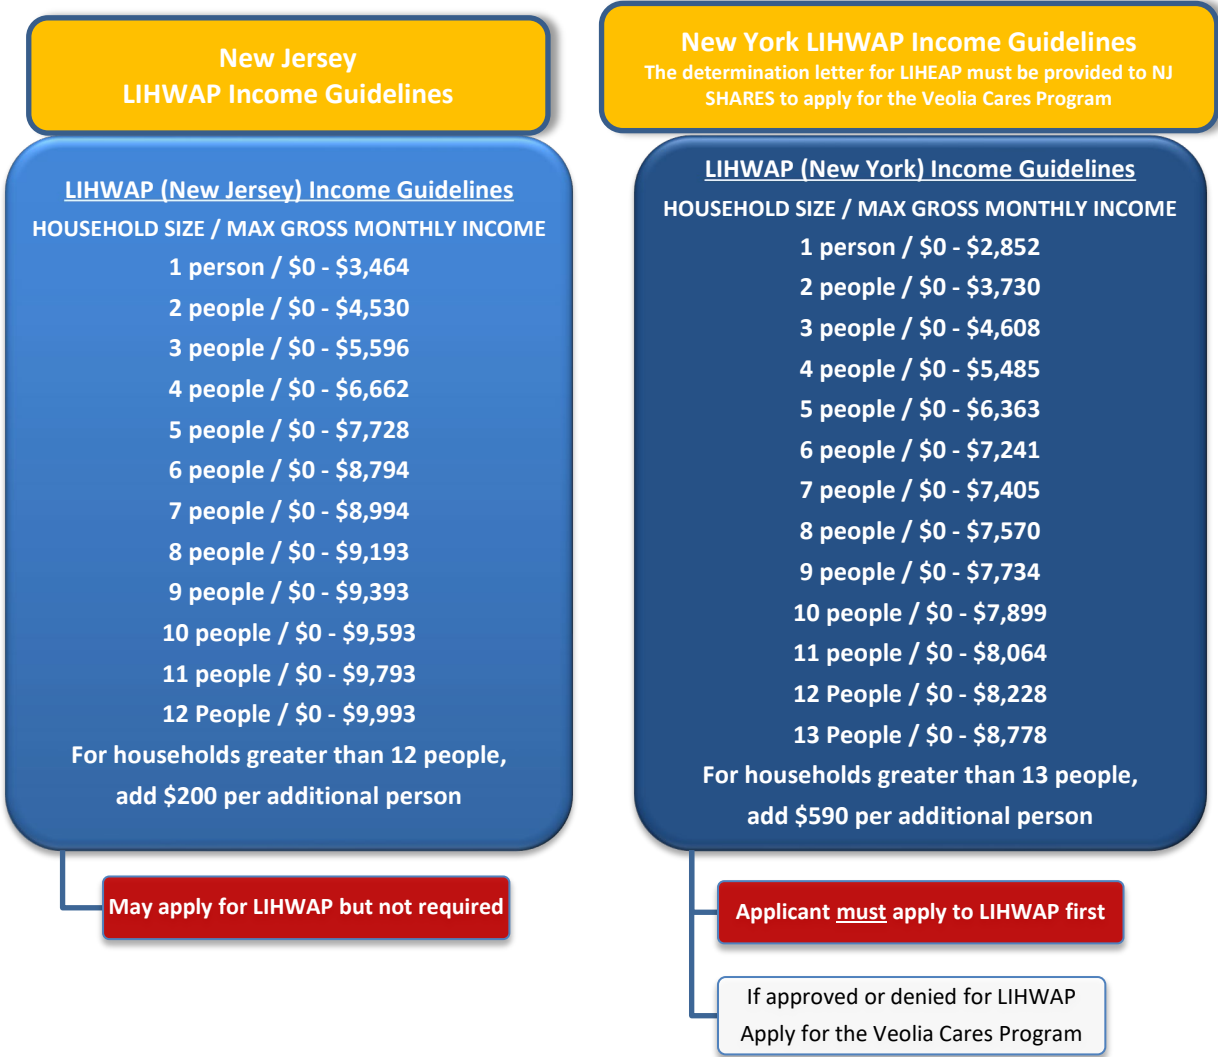 New Jersey
LIHWAP Income Guidelines
LIHWAP (New Jersey) Income Guidelines
HOUSEHOLD SIZE / MAX GROSS MONTHLY INCOME
1 person / $0 - $3,464
2 people / $0 - $4,530
3 people / $0 - $5,596
4 people / $0 - $6,662
5 people / $0 - $7,728
6 people / $0 - $8,794
7 people / $0 - $8,994
8 people / $0 - $9,193
9 people / $0 - $9,393
10 people / $0 - $9,593
11 people / $0 - $9,793
12 People / $0 - $9,993
For households greater than 12 people,
add $200 per additional person
May apply for LIHWAP but not required
New York LIHWAP Income Guidelines
The determination letter for LIHEAP must be provided to NJ
SHARES to apply for the Veolia Cares Program
LIHWAP (New York) Income Guidelines
HOUSEHOLD SIZE / MAX GROSS MONTHLY INCOME
1 person / $0 - $2,852
2 people / $0 - $3,730
3 people / $0 - $4,608
4 people / $0 - $5,485
5 people / $0 - $6,363
6 people / $0 - $7,241
7 people / $0 - $7,405
8 people / $0 - $7,570
9 people / $0 - $7,734
10 people / $0 - $7,899
11 people / $0 - $8,064
12 People / $0 - $8,228
13 People / $0 - $8,778
For households greater than 13 people,
add $590 per additional person
Applicant must apply to LIHWAP first
If approved or denied for LIHWAP
Apply for the Veolia Cares Program